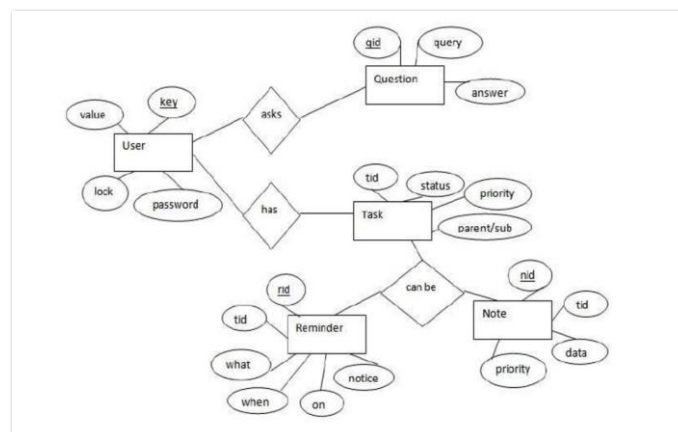 qid
query
Question
answer
key
value
asks
User
lock
password
tid
status
priority
has
Task
parent/sub
can be
nid
rid
tid
tid
Reminder
Note
what
data
notice
priority
when
on